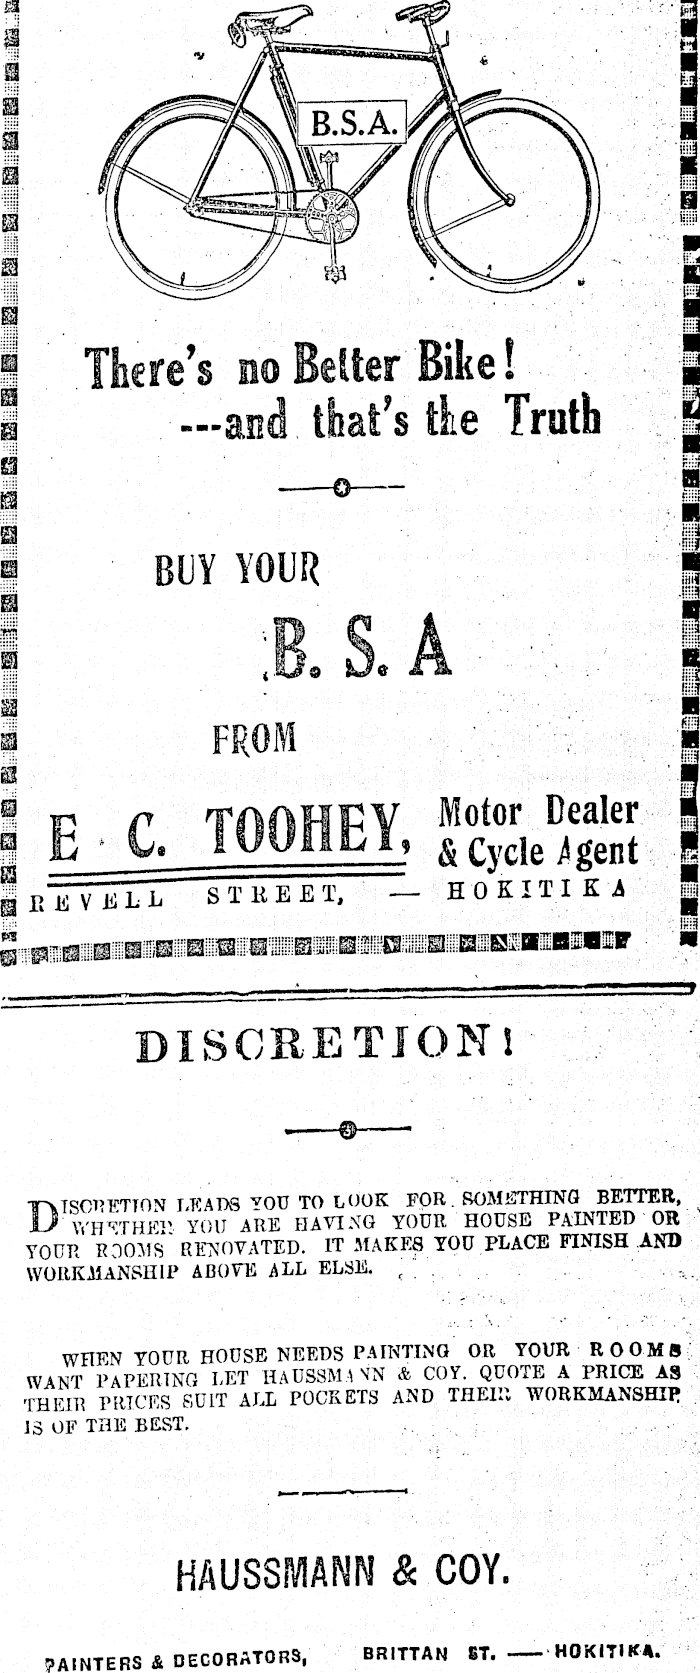 B.S.A.
There's no Better Bike!
---and that's the Truth
BUY YOUR
B. S. A
FROM
E C. TOOHEY, Motor Dealer
& Cycle Agent
REVELL STREET, — HOKITIKA
DISCRETION!
DISCRETION LEADS YOU TO LOOK FOR SOMETHING BETTER,
WHETHER YOU ARE HAVING YOUR HOUSE PAINTED OR
YOUR ROOMS RENOVATED. IT MAKES YOU PLACE FINISH AND
WORKMANSHIP ABOVE ALL ELSE.
WHEN YOUR HOUSE NEEDS PAINTING OR YOUR ROOMS
WANT PAPERING LET HAUSSMANN & COY. QUOTE A PRICE AS
THEIR PRICES SUIT ALL POCKETS AND THEIR WORKMANSHIP
IS OF THE BEST.
HAUSSMANN & COY.
PAINTERS & DECORATORS, BRITTAN ST. — HOKITIKA.